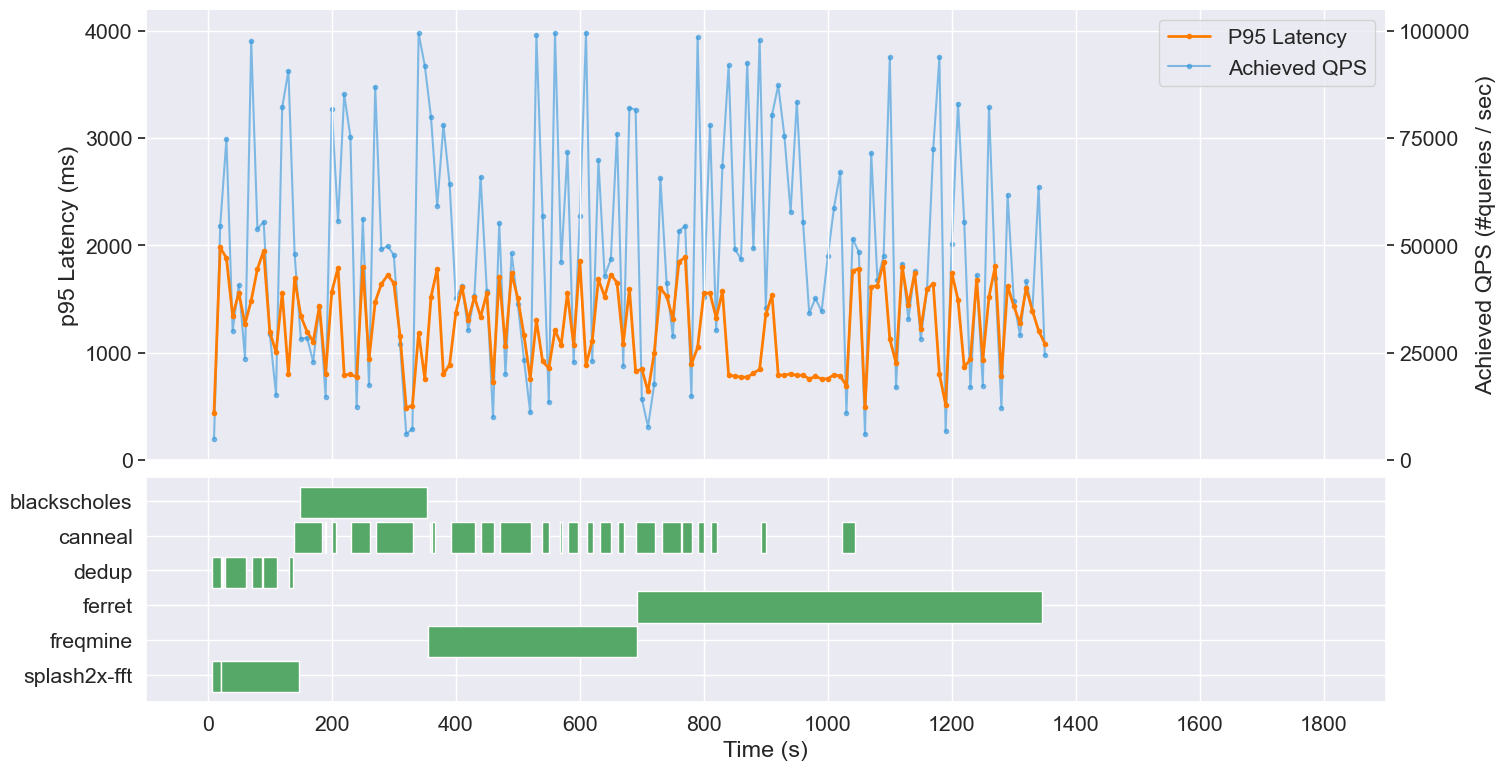 4000
3000
2000
1000
0
p95 Latency (ms)
P95 Latency
Achieved QPS
100000
75000
50000
25000
0
Achieved QPS (#queries / sec)
blackscholes
canneal
dedup
ferret
freqmine
splash2x-fft
0 200 400 600 800 1000 1200 1400 1600 1800
Time (s)